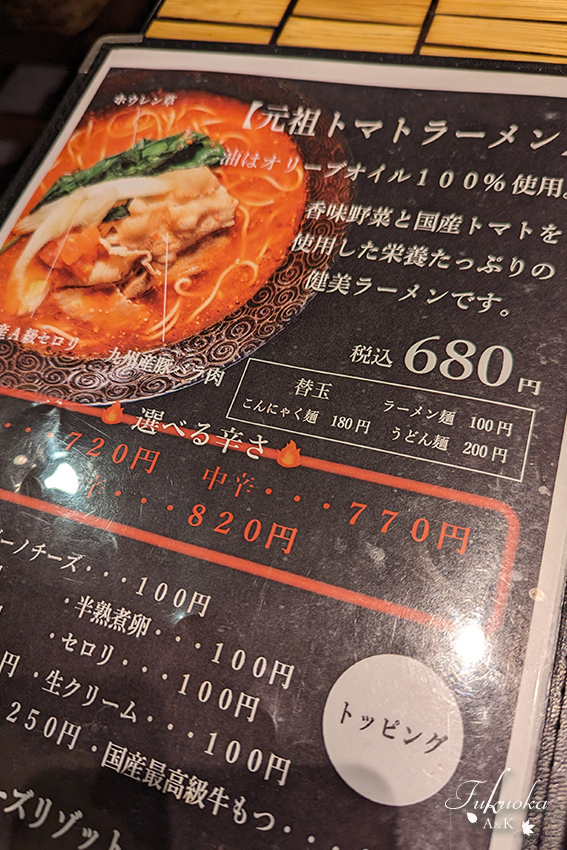 ホウレン草
【元祖トマトラーメン
油はオリーブオイル100%使用。
香味野菜と国産トマトを
使用した栄養たっぷりの
健美ラーメンです。
産A級セロリ
九州産豚
肉
税込 680円
替玉
ラーメン麺 100円
こんにゃく麺 180円
うどん麺 200円
選べる辛さ
・・・720円
中辛・・・770円
辛・・・820円
ノチーズ・・・100円
・半熟煮卵・・・100円
・セロリ・・・100円
円
・生クリーム・・・100円
250円
・国産最高級牛もつ・・・・
ズリゾット
トッピング
Fukuoka
A&K